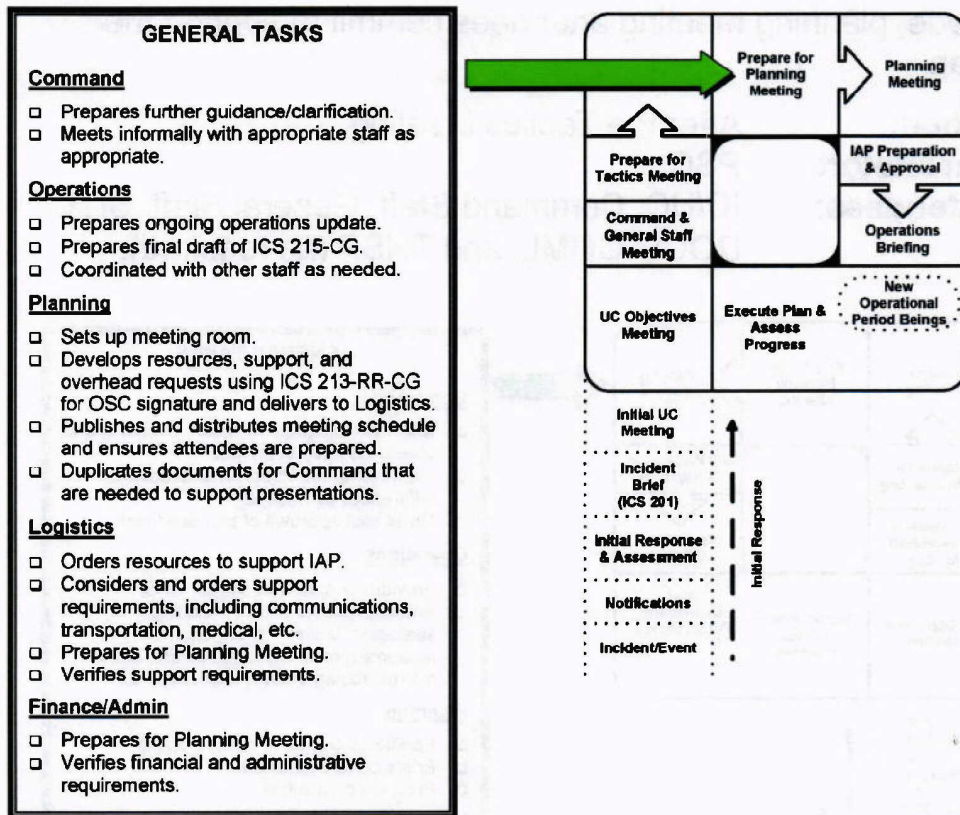 GENERAL TASKS
Command
❑ Prepares further guidance/clarification.
❑ Meets informally with appropriate staff as
appropriate.
Operations
❑ Prepares ongoing operations update.
❑ Prepares final draft of ICS 215-CG.
❑ Coordinated with other staff as needed.
Planning
❑ Sets up meeting room.
❑ Develops resources, support, and
overhead requests using ICS 213-RR-CG
for OSC signature and delivers to Logistics.
❑ Publishes and distributes meeting schedule
and ensures attendees are prepared.
❑ Duplicates documents for Command that
are needed to support presentations.
Logistics
❑ Orders resources to support IAP.
❑ Considers and orders support
requirements, including communications,
transportation, medical, etc.
❑ Prepares for Planning Meeting.
❑ Verifies support requirements.
Finance/Admin
❑ Prepares for Planning Meeting.
❑ Verifies financial and administrative
requirements.
Prepare for
Planning
Meeting
Planning
Meeting
Prepare for
Tactics Meeting
IAP Preparation
& Approval
Command &
General Staff
Meeting
Operations
Briefing
UC Objectives
Meeting
Execute Plan &
Assess
Progress
New
Operational
Period Beings
Initial UC
Meeting
Incident
Brief
(ICS 201)
Initial Response
& Assessment
Notifications
Incident/Event
Initial Response